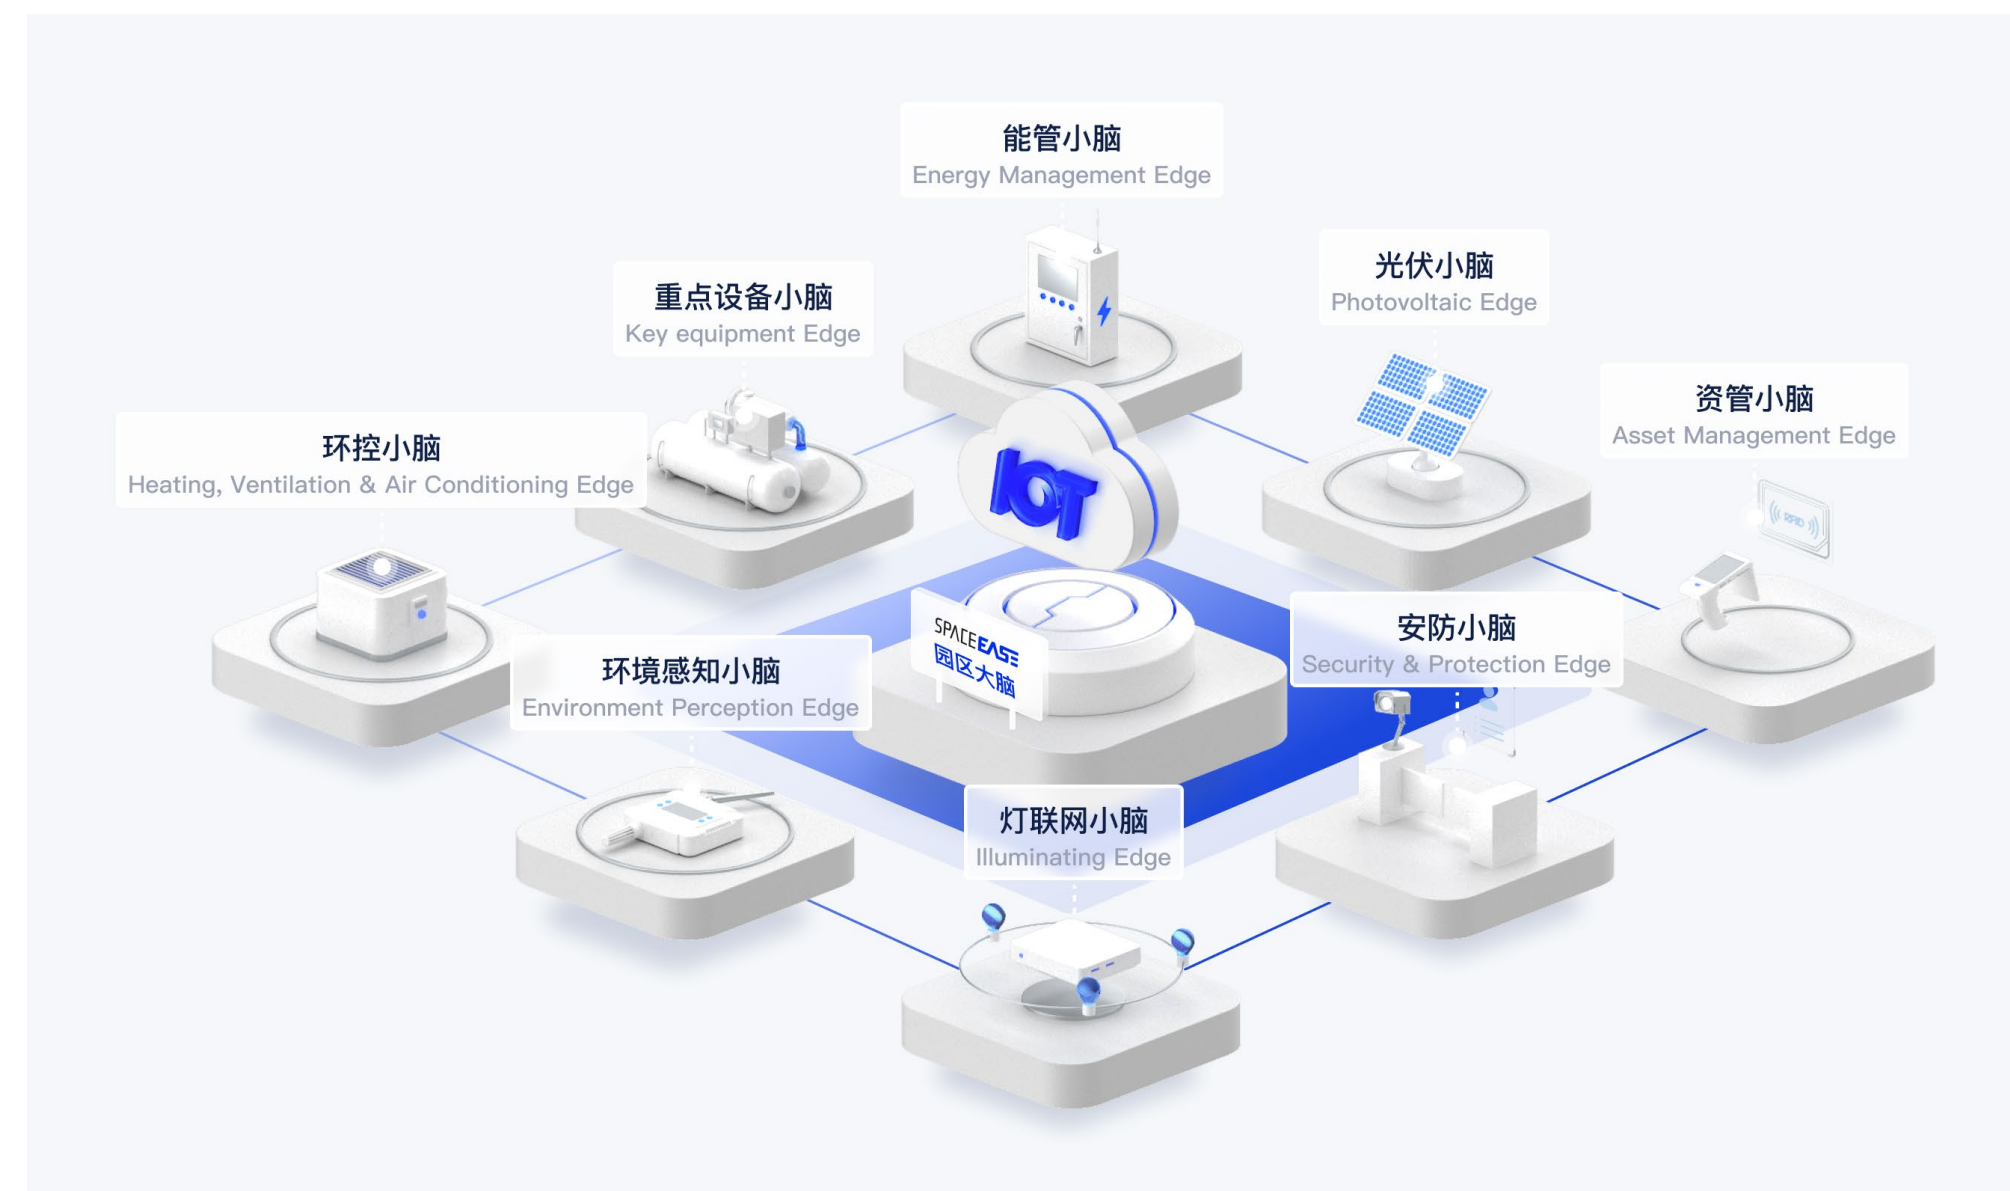 能管小脑
Energy Management Edge
光伏小脑
Photovoltaic Edge
重点设备小脑
Key equipment Edge
资管小脑
Asset Management Edge
环控小脑
Heating, Ventilation & Air Conditioning Edge
IOT
RFID
SPACEEASE
园区大脑
安防小脑
Security & Protection Edge
环境感知小脑
Environment Perception Edge
灯联网小脑
Illuminating Edge